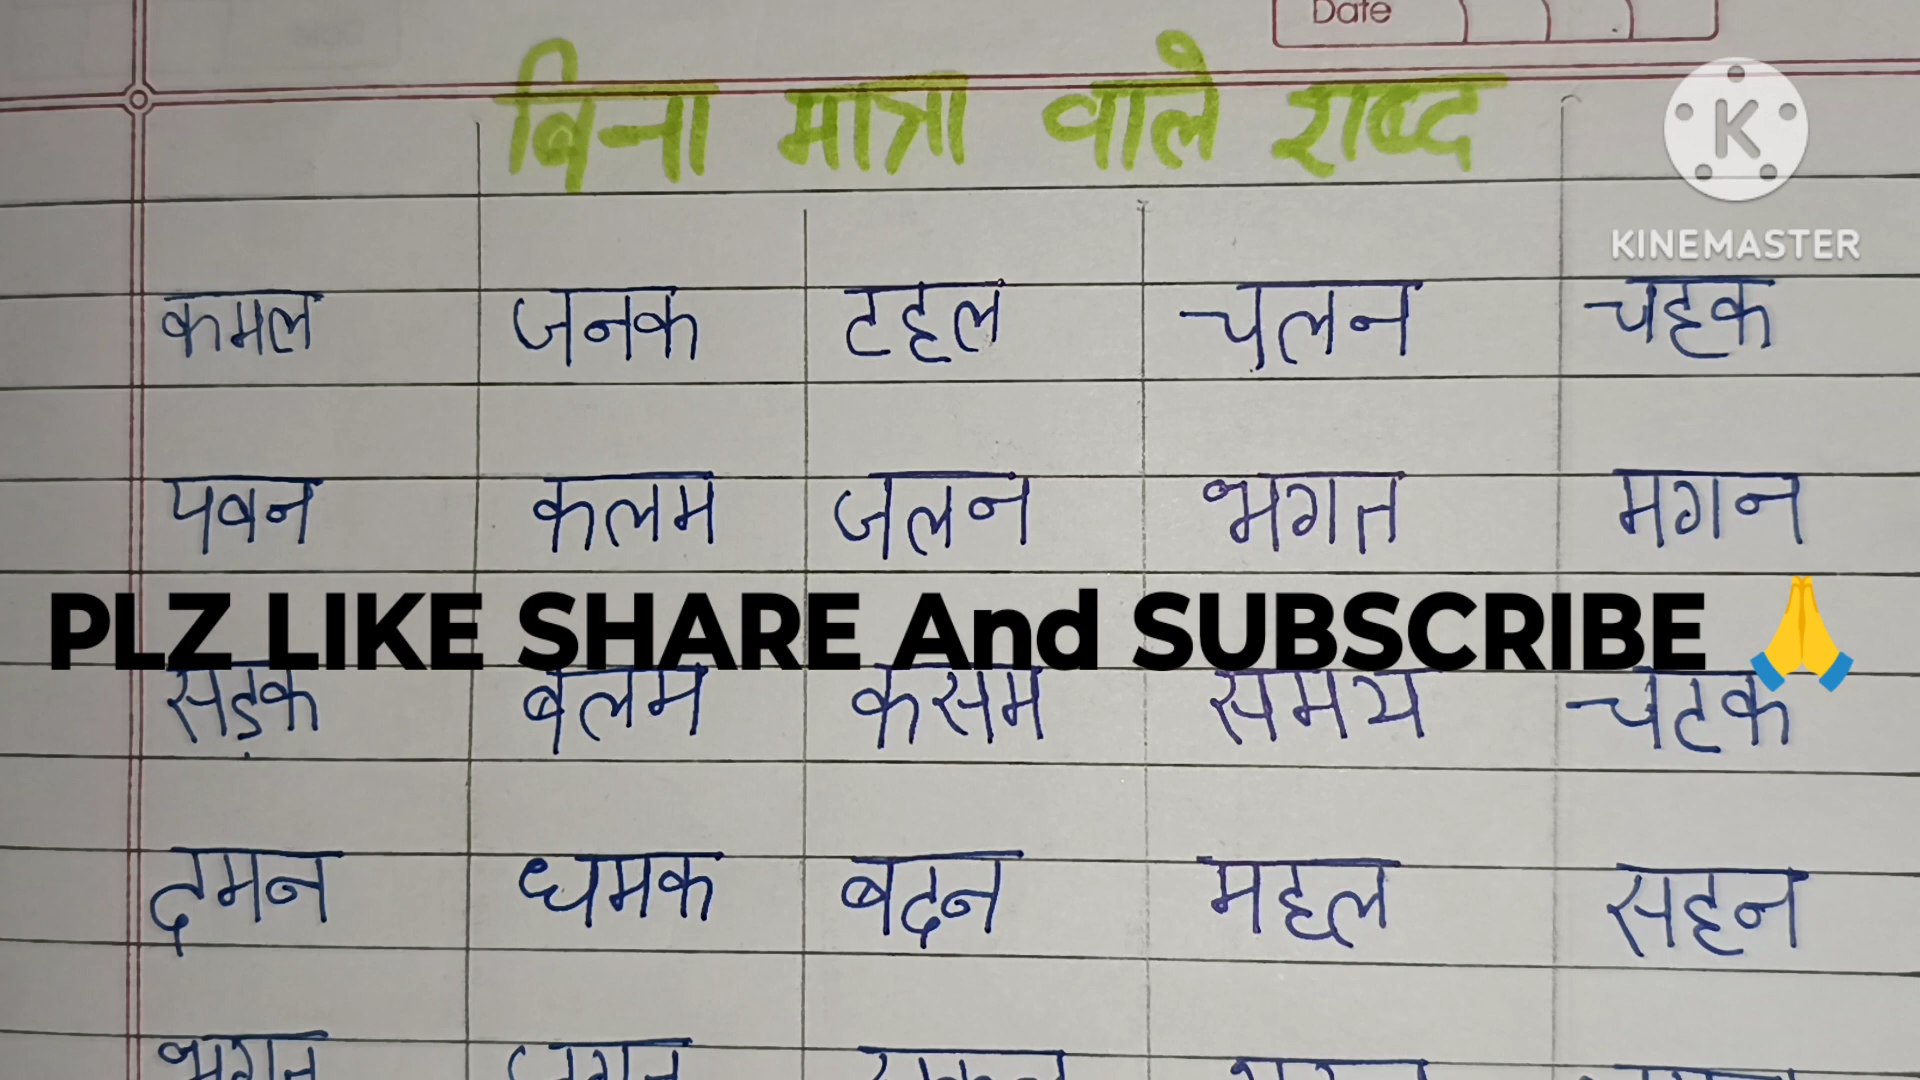 Date
बिना मात्रा वाले शब्द
KINEMASTER
कमल जनक टहल चलन चहक
पवन कलम जलन भगत मगन
PLZ LIKE SHARE And SUBSCRIBE 🙏
सड़क बलम कसम समय चटक
दमन धमक बदन महल सहन